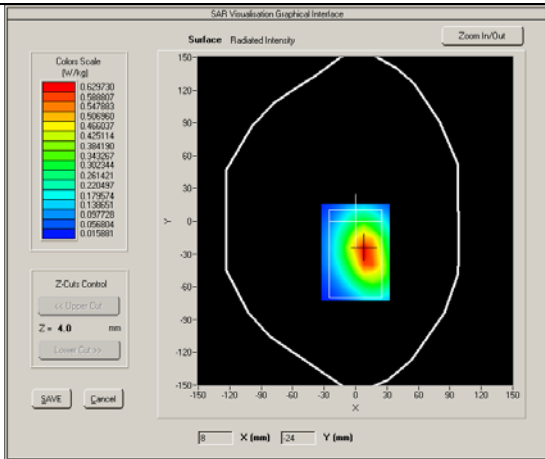 SAR Visualisation Graphical Interface
Surface Radiated Intensity
Zoom In/Out
Colors Scale
(W/kg)
0.629730
0.588807
0.547883
0.506960
0.466037
0.425114
0.384190
0.343267
0.302344
0.261421
0.220497
0.179574
0.138651
0.097728
0.056804
0.015881
150
120
90
60
30
0
-30
-60
-90
-120
-150
Y
-150 -120 -90 -60 -30 0 30 60 90 120 150
X
Z-Cuts Control
<< Upper Cut
Z = 4.0 mm
Lower Cut >>
SAVE Cancel
8 X (mm) -24 Y (mm)